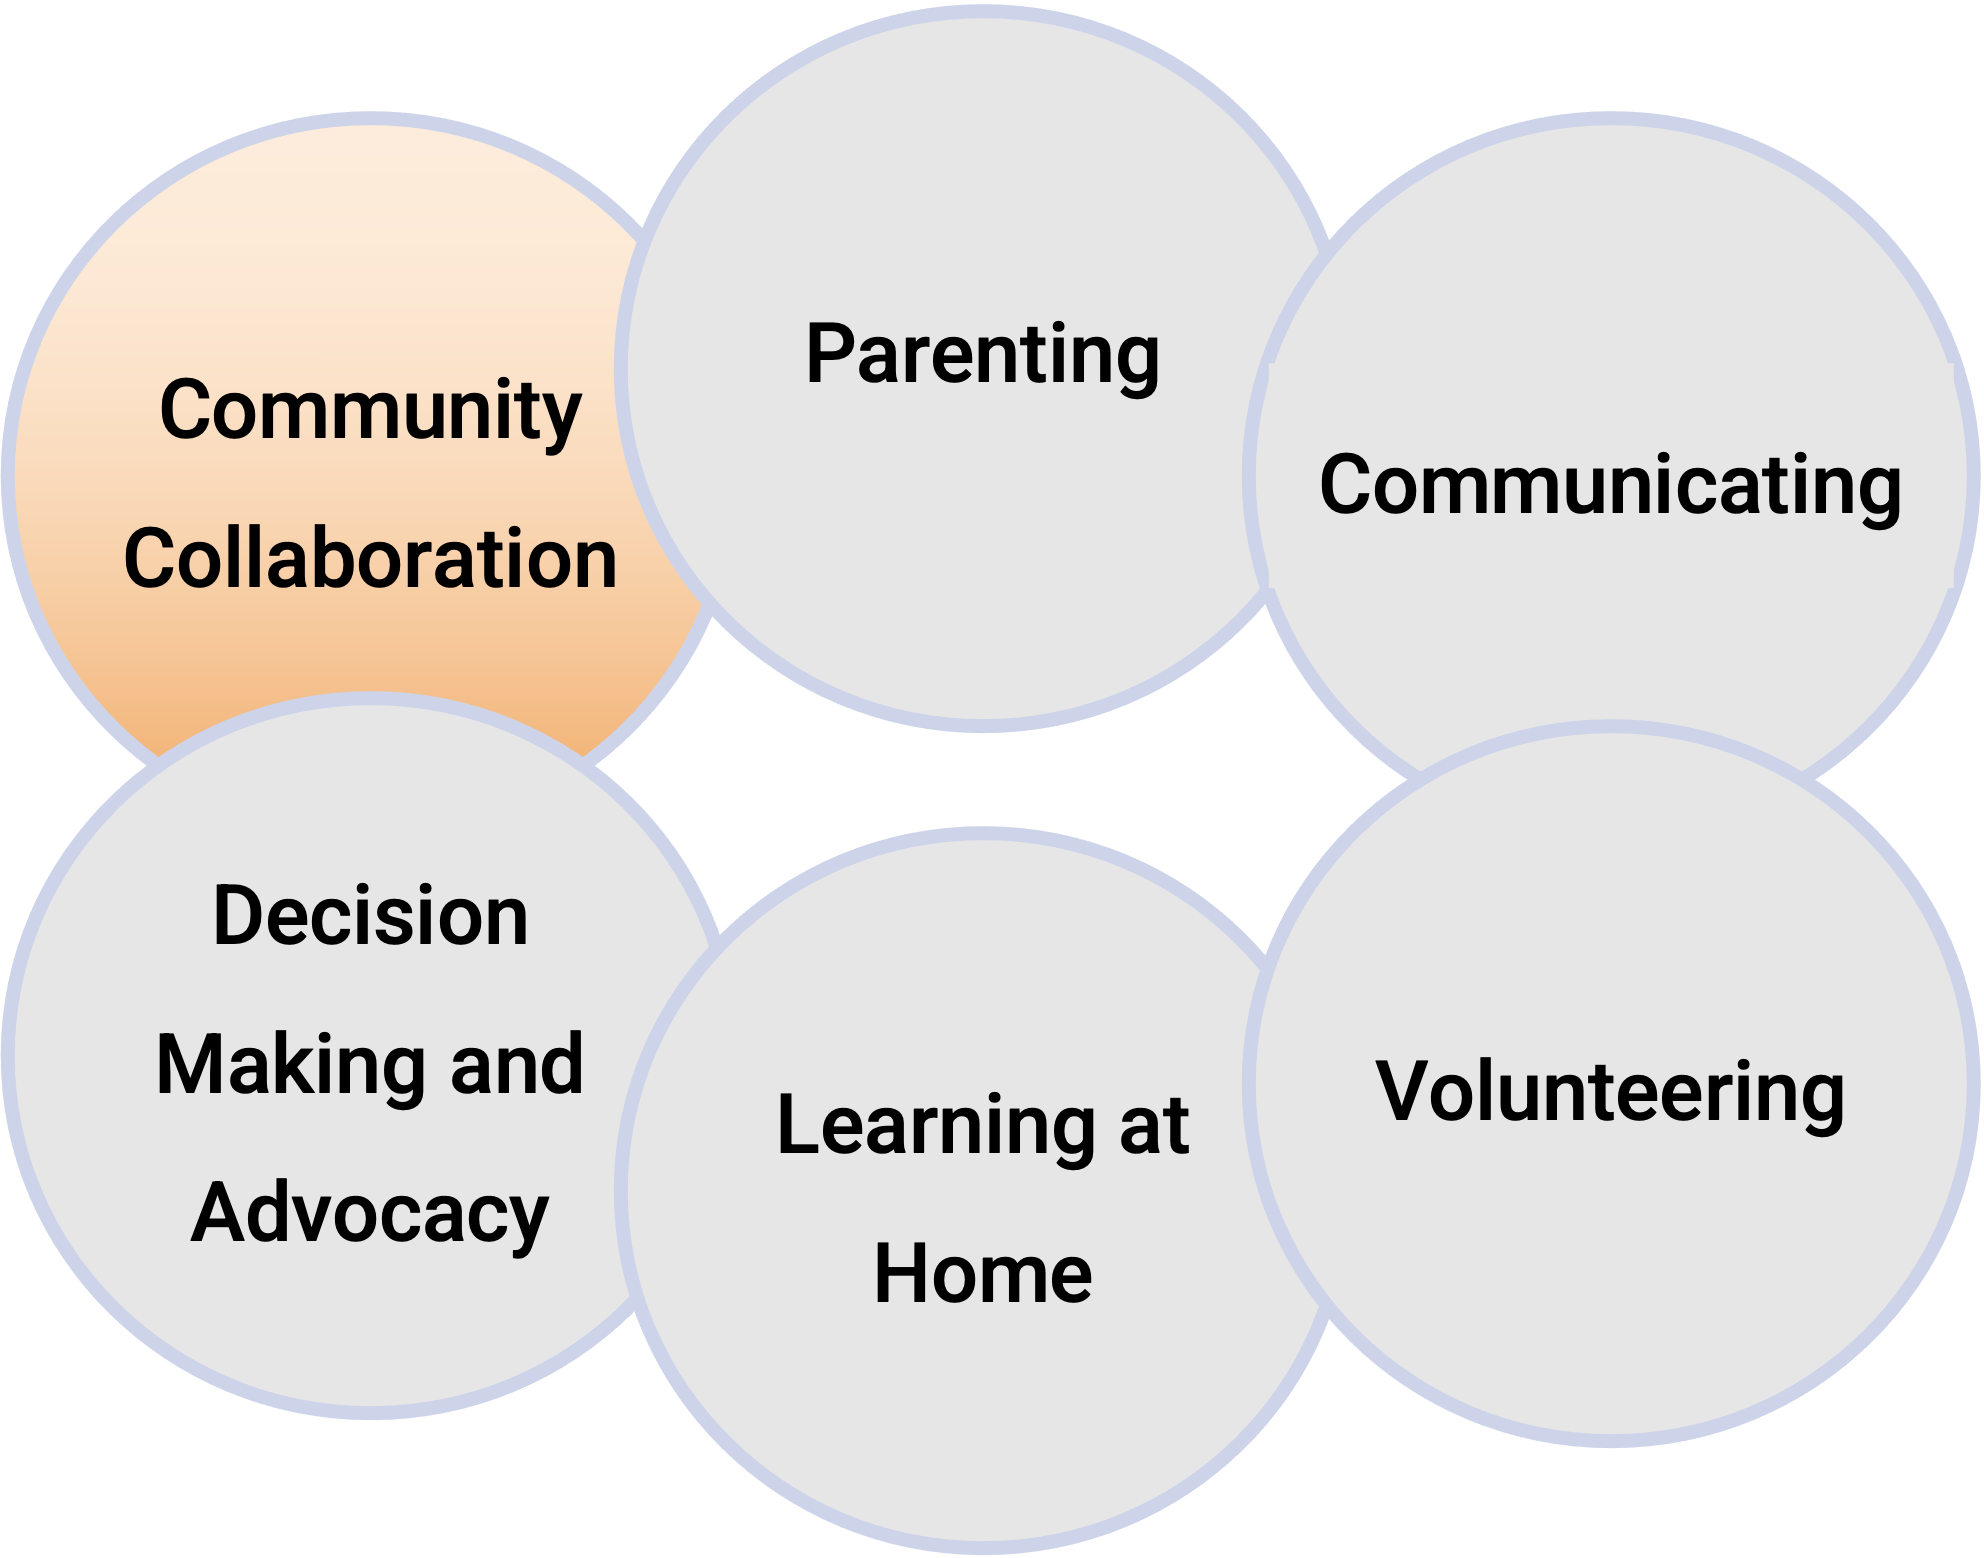 Parenting
Community
Collaboration
Communicating
Decision
Making and
Advocacy
Learning at
Home
Volunteering